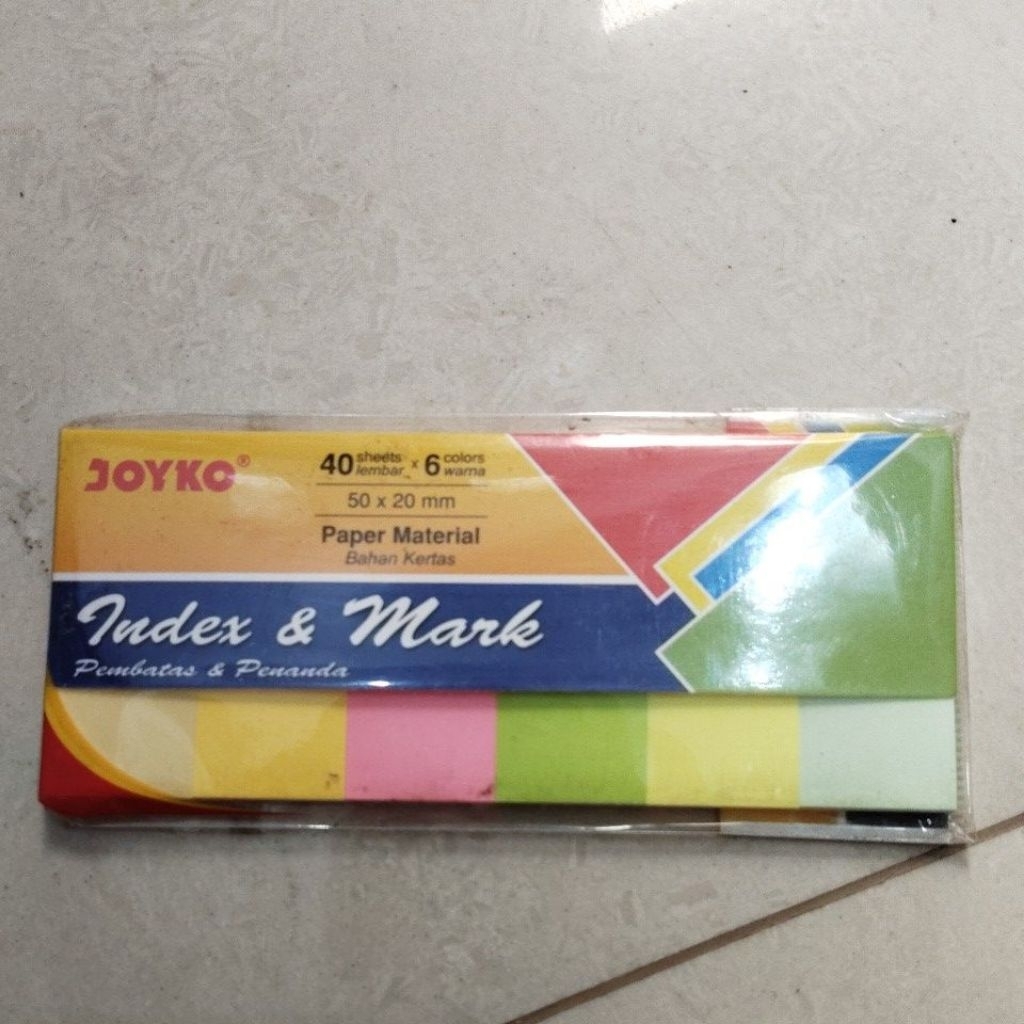 JOYKO®
40 sheets lembar x 6 colors warna
50 x 20 mm
Paper Material
Bahan Kertas
Index & Mark
Pembatas & Penanda